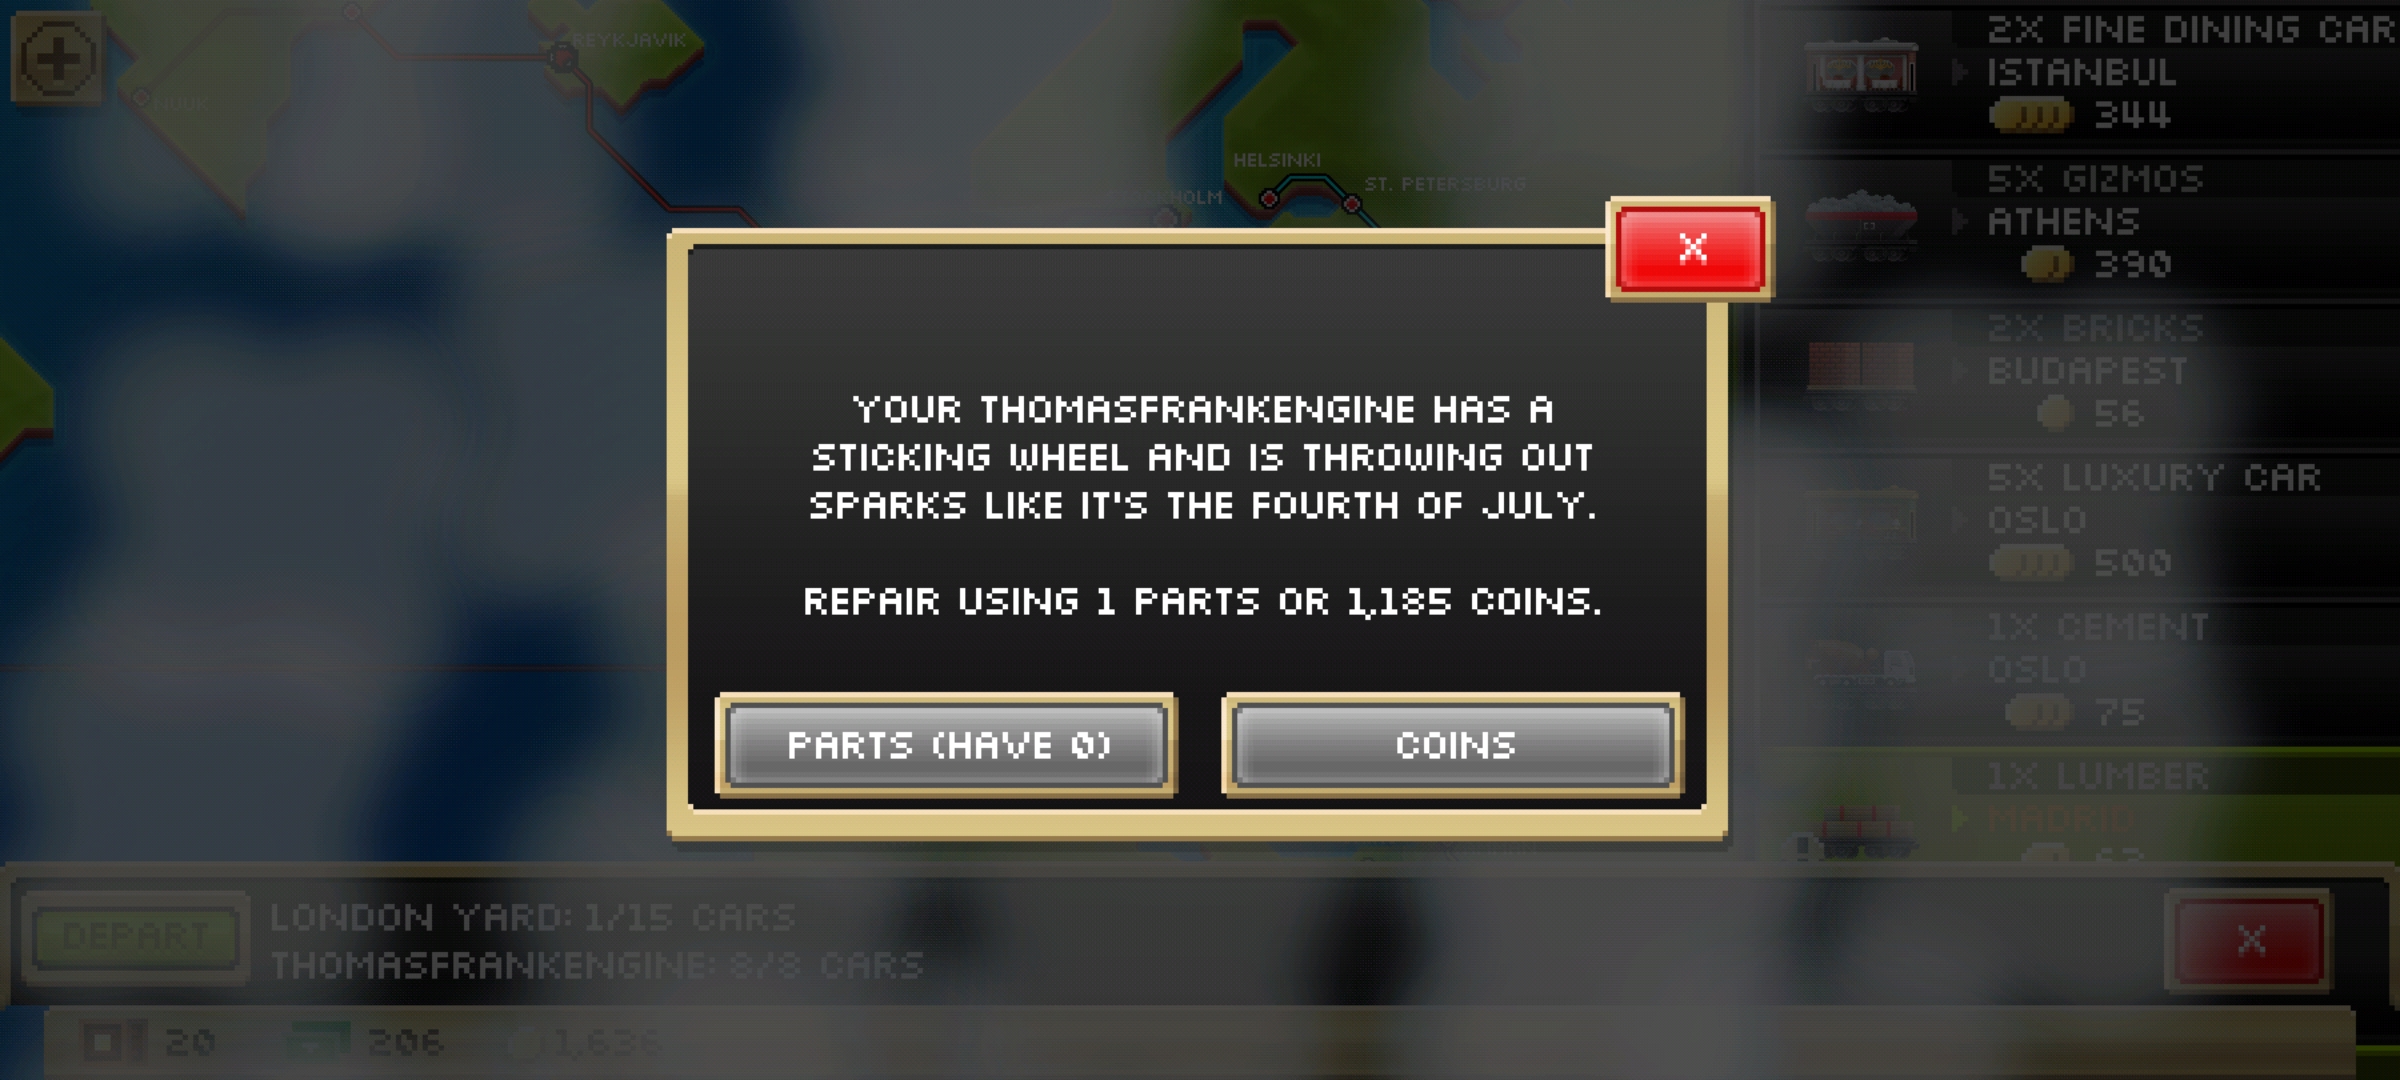 REYKJAVIK
NUUK
HELSINKI
ST. PETERSBURG
2X FINE DINING CAR
ISTANBUL
344
5X GIZMOS
ATHENS
390
2X BRICKS
BUDAPEST
56
5X LUXURY CAR
OSLO
500
1X CEMENT
OSLO
75
1X LUMBER
MADRID
X
YOUR THOMASFRANKENGINE HAS A
STICKING WHEEL AND IS THROWING OUT
SPARKS LIKE IT'S THE FOURTH OF JULY.
REPAIR USING 1 PARTS OR 1,185 COINS.
PARTS (HAVE 0)
COINS
DEPART
LONDON YARD: 1/15 CARS
THOMASFRANKENGINE: 8/8 CARS
X
20
206
1,636